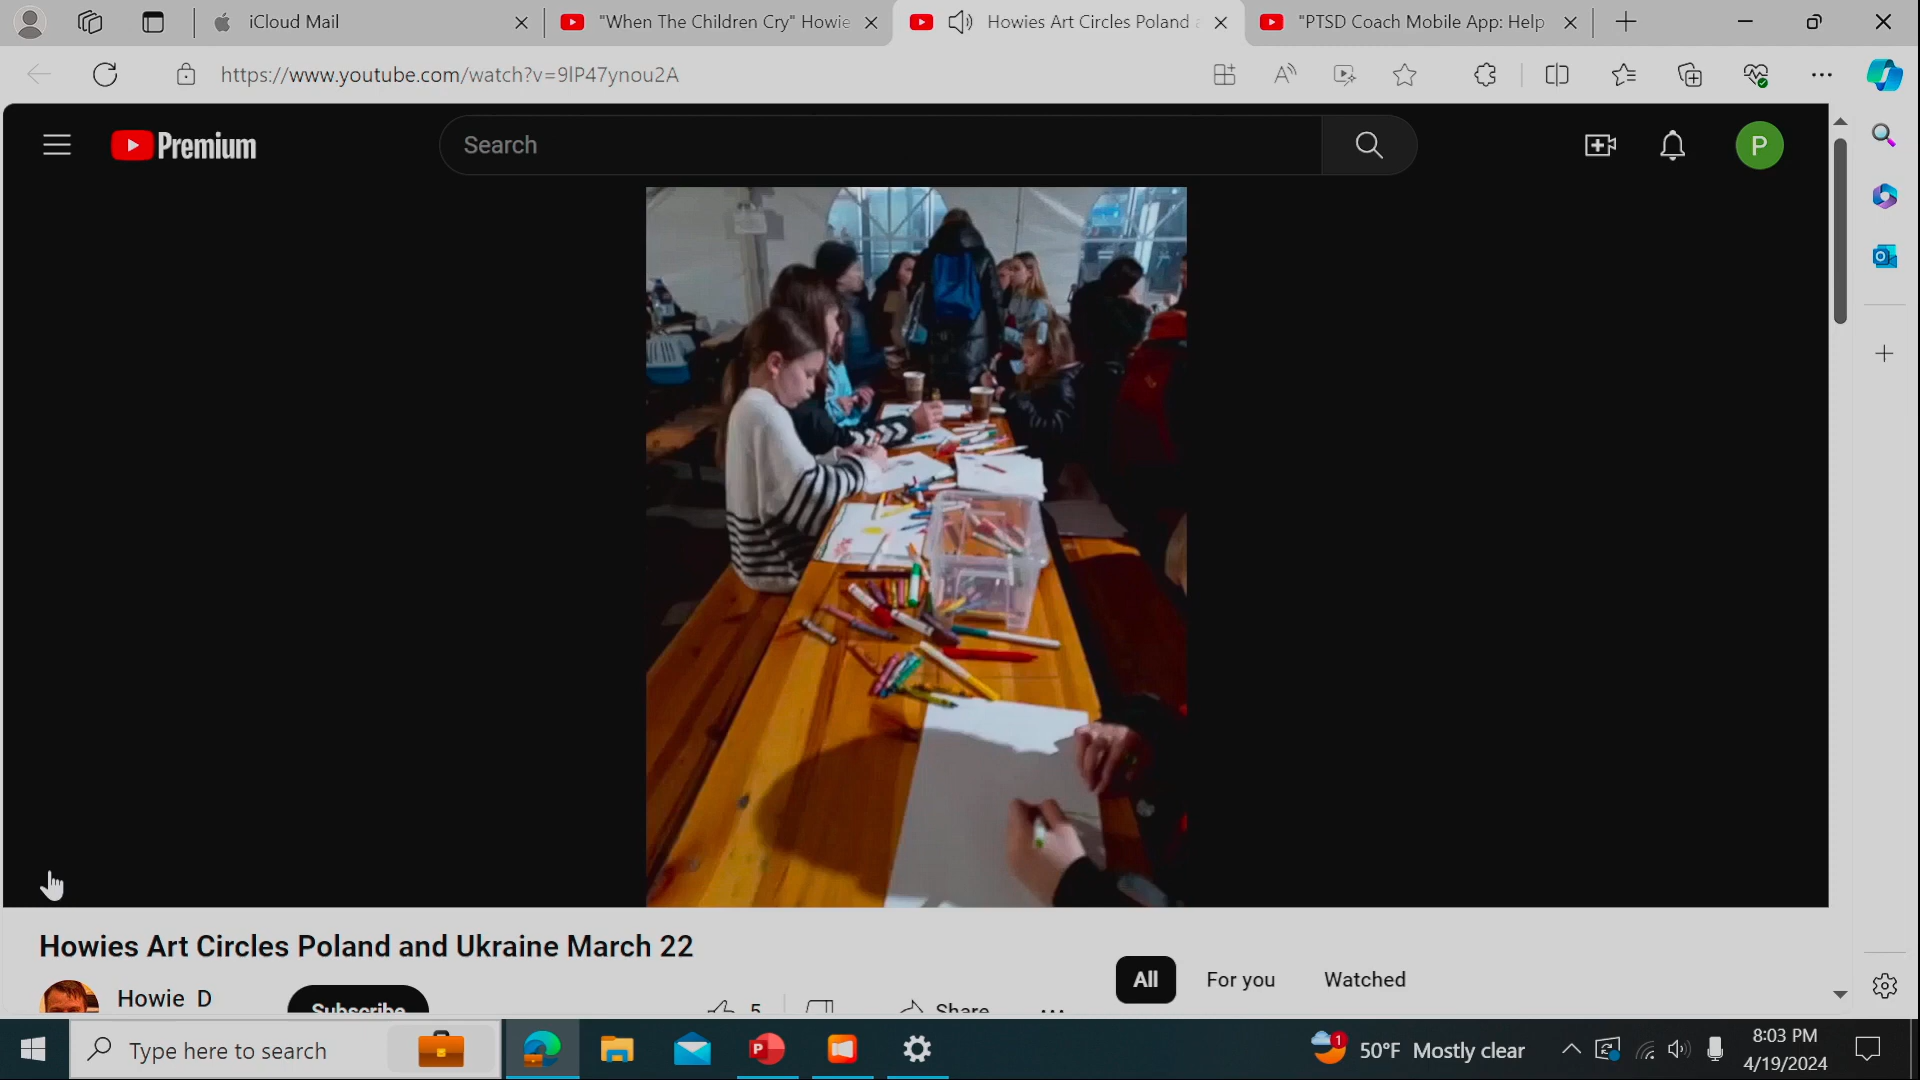 iCloud Mail
"When The Children Cry" Howie
Howies Art Circles Poland a
"PTSD Coach Mobile App: Help
https://www.youtube.com/watch?v=9lP47ynou2A
Premium
Search
P
Howies Art Circles Poland and Ukraine March 22
Howie D
Subscribe
5
Share
All
For you
Watched
Type here to search
1
50°F Mostly clear
8:03 PM
4/19/2024